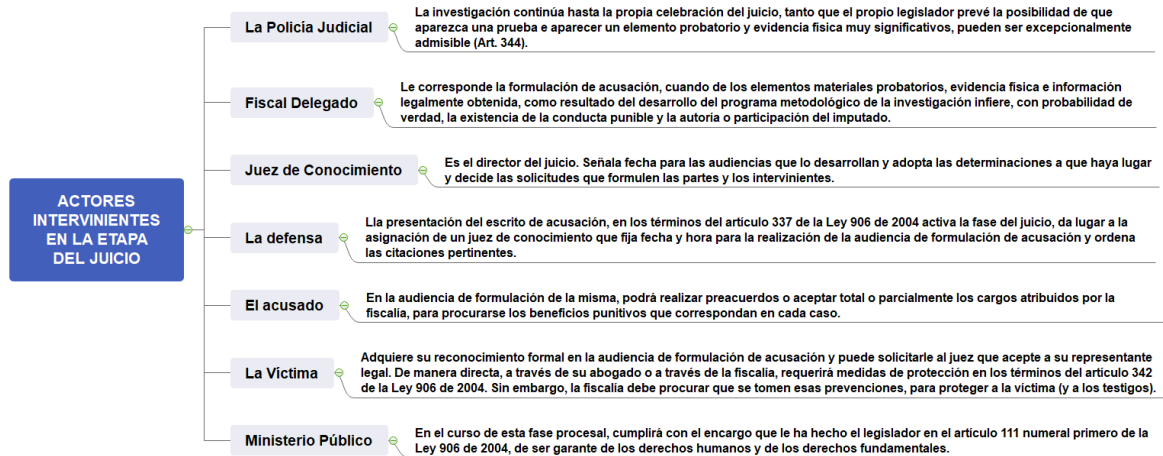 ACTORES
INTERVINIENTES
EN LA ETAPA
DEL JUICIO
La Policía Judicial
La investigación continúa hasta la propia celebración del juicio, tanto que el propio legislador prevé la posibilidad de que
aparezca una prueba e aparecer un elemento probatorio y evidencia física muy significativos, pueden ser excepcionalmente
admisible (Art. 344).
Fiscal Delegado
Le corresponde la formulación de acusación, cuando de los elementos materiales probatorios, evidencia física e información
legalmente obtenida, como resultado del desarrollo del programa metodológico de la investigación infiere, con probabilidad de
verdad, la existencia de la conducta punible y la autoría o participación del imputado.
Juez de Conocimiento
Es el director del juicio. Señala fecha para las audiencias que lo desarrollan y adopta las determinaciones a que haya lugar
y decide las solicitudes que formulen las partes y los intervinientes.
La defensa
Lla presentación del escrito de acusación, en los términos del artículo 337 de la Ley 906 de 2004 activa la fase del juicio, da lugar a la
asignación de un juez de conocimiento que fija fecha y hora para la realización de la audiencia de formulación de acusación y ordena
las citaciones pertinentes.
El acusado
En la audiencia de formulación de la misma, podrá realizar preacuerdos o aceptar total o parcialmente los cargos atribuidos por la
fiscalía, para procurarse los beneficios punitivos que correspondan en cada caso.
La Víctima
Adquiere su reconocimiento formal en la audiencia de formulación de acusación y puede solicitarle al juez que acepte a su representante
legal. De manera directa, a través de su abogado o a través de la fiscalía, requerirá medidas de protección en los términos del artículo 342
de la Ley 906 de 2004. Sin embargo, la fiscalía debe procurar que se tomen esas prevenciones, para proteger a la víctima (y a los testigos).
Ministerio Público
En el curso de esta fase procesal, cumplirá con el encargo que le ha hecho el legislador en el artículo 111 numeral primero de la
Ley 906 de 2004, de ser garante de los derechos humanos y de los derechos fundamentales.